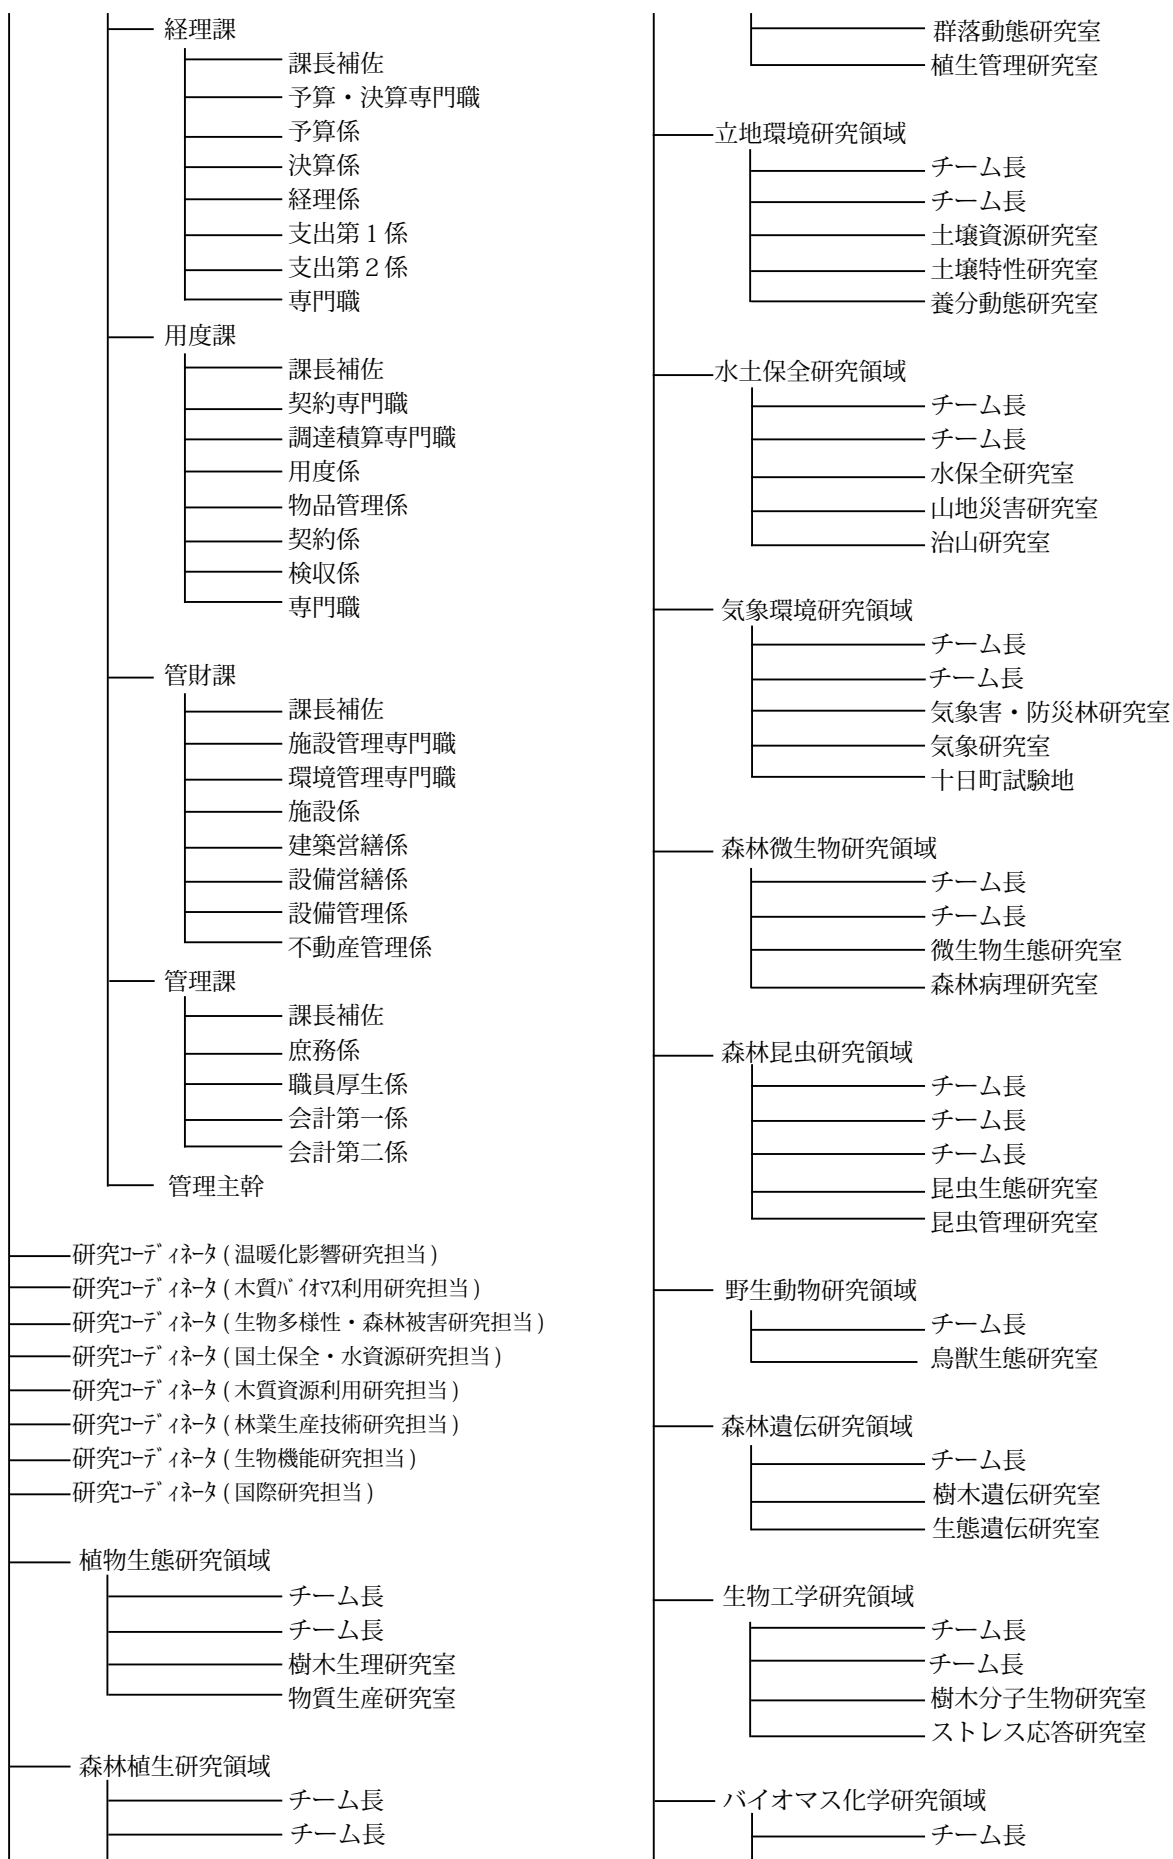 経理課
課長補佐
予算・決算専門職
予算係
決算係
経理係
支出第１係
支出第２係
専門職
用度課
課長補佐
契約専門職
調達積算専門職
用度係
物品管理係
契約係
検収係
専門職
管財課
課長補佐
施設管理専門職
環境管理専門職
施設係
建築営繕係
設備営繕係
設備管理係
不動産管理係
管理課
課長補佐
庶務係
職員厚生係
会計第一係
会計第二係
管理主幹
研究ｺｰﾃﾞｨﾈｰﾀ(温暖化影響研究担当)
研究ｺｰﾃﾞｨﾈｰﾀ(木質ﾊﾞｲｵﾏｽ利用研究担当)
研究ｺｰﾃﾞｨﾈｰﾀ(生物多様性・森林被害研究担当)
研究ｺｰﾃﾞｨﾈｰﾀ(国土保全・水資源研究担当)
研究ｺｰﾃﾞｨﾈｰﾀ(木質資源利用研究担当)
研究ｺｰﾃﾞｨﾈｰﾀ(林業生産技術研究担当)
研究ｺｰﾃﾞｨﾈｰﾀ(生物機能研究担当)
研究ｺｰﾃﾞｨﾈｰﾀ(国際研究担当)
植物生態研究領域
チーム長
チーム長
樹木生理研究室
物質生産研究室
森林植生研究領域
チーム長
チーム長
群落動態研究室
植生管理研究室
立地環境研究領域
チーム長
チーム長
土壌資源研究室
土壌特性研究室
養分動態研究室
水土保全研究領域
チーム長
チーム長
水保全研究室
山地災害研究室
治山研究室
気象環境研究領域
チーム長
チーム長
気象害・防災林研究室
気象研究室
十日町試験地
森林微生物研究領域
チーム長
チーム長
微生物生態研究室
森林病理研究室
森林昆虫研究領域
チーム長
チーム長
チーム長
昆虫生態研究室
昆虫管理研究室
野生動物研究領域
チーム長
鳥獣生態研究室
森林遺伝研究領域
チーム長
樹木遺伝研究室
生態遺伝研究室
生物工学研究領域
チーム長
チーム長
樹木分子生物研究室
ストレス応答研究室
バイオマス化学研究領域
チーム長